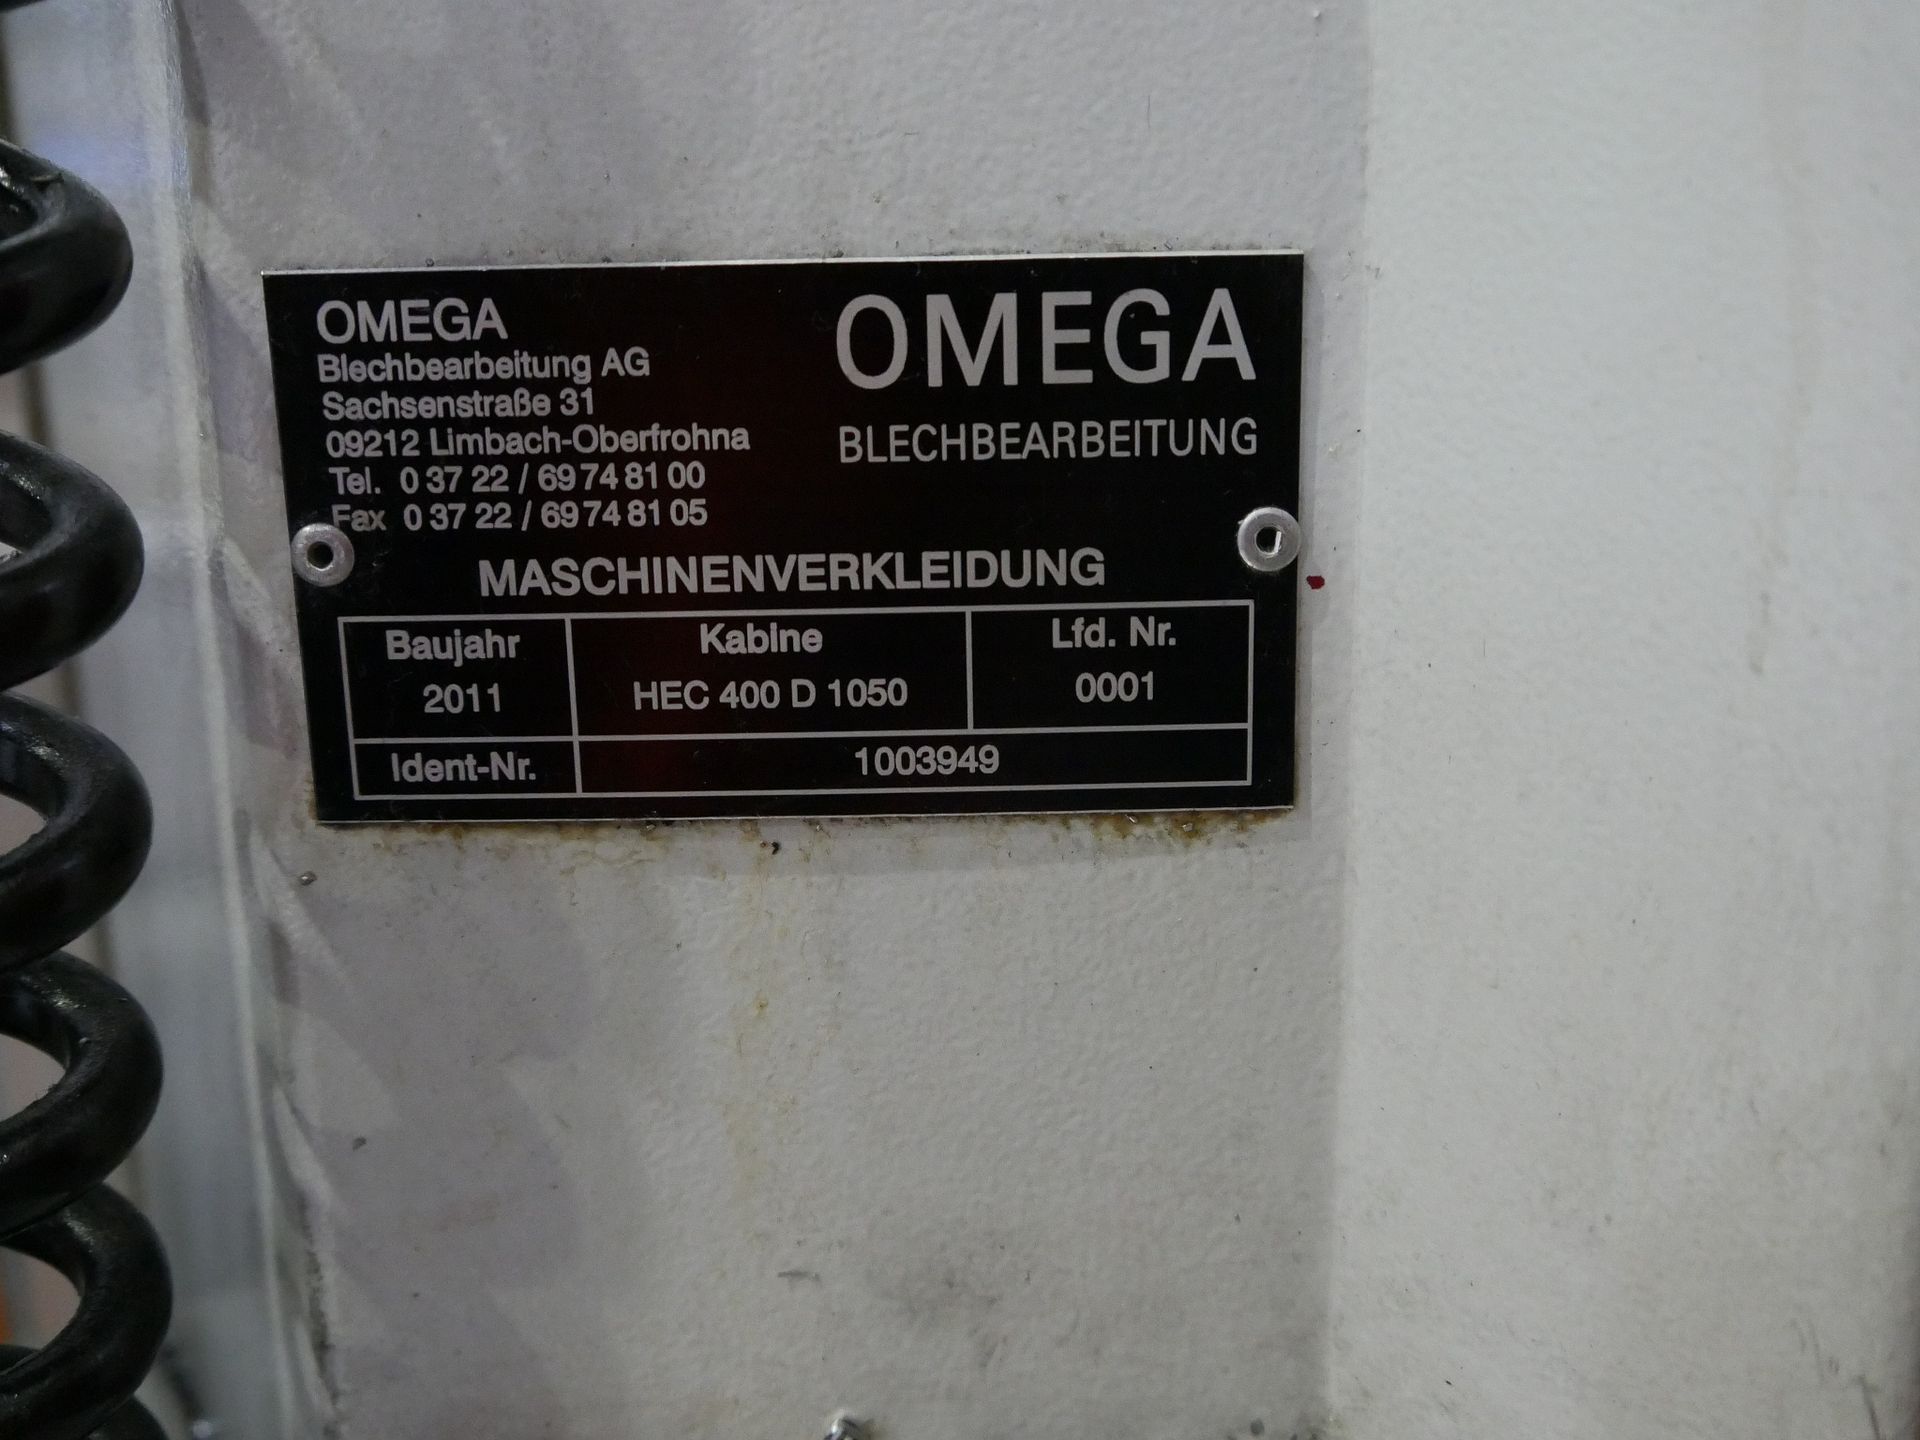 OMEGA
Blechbearbeitung AG
Sachsenstraße 31
09212 Limbach-Oberfrohna
Tel. 0 37 22 / 69 74 81 00
Fax 0 37 22 / 69 74 81 05
OMEGA
BLECHBEARBEITUNG
MASCHINENVERKLEIDUNG
Baujahr Kabine Lfd. Nr.
2011 HEC 400 D 1050 0001
Ident-Nr. 1003949